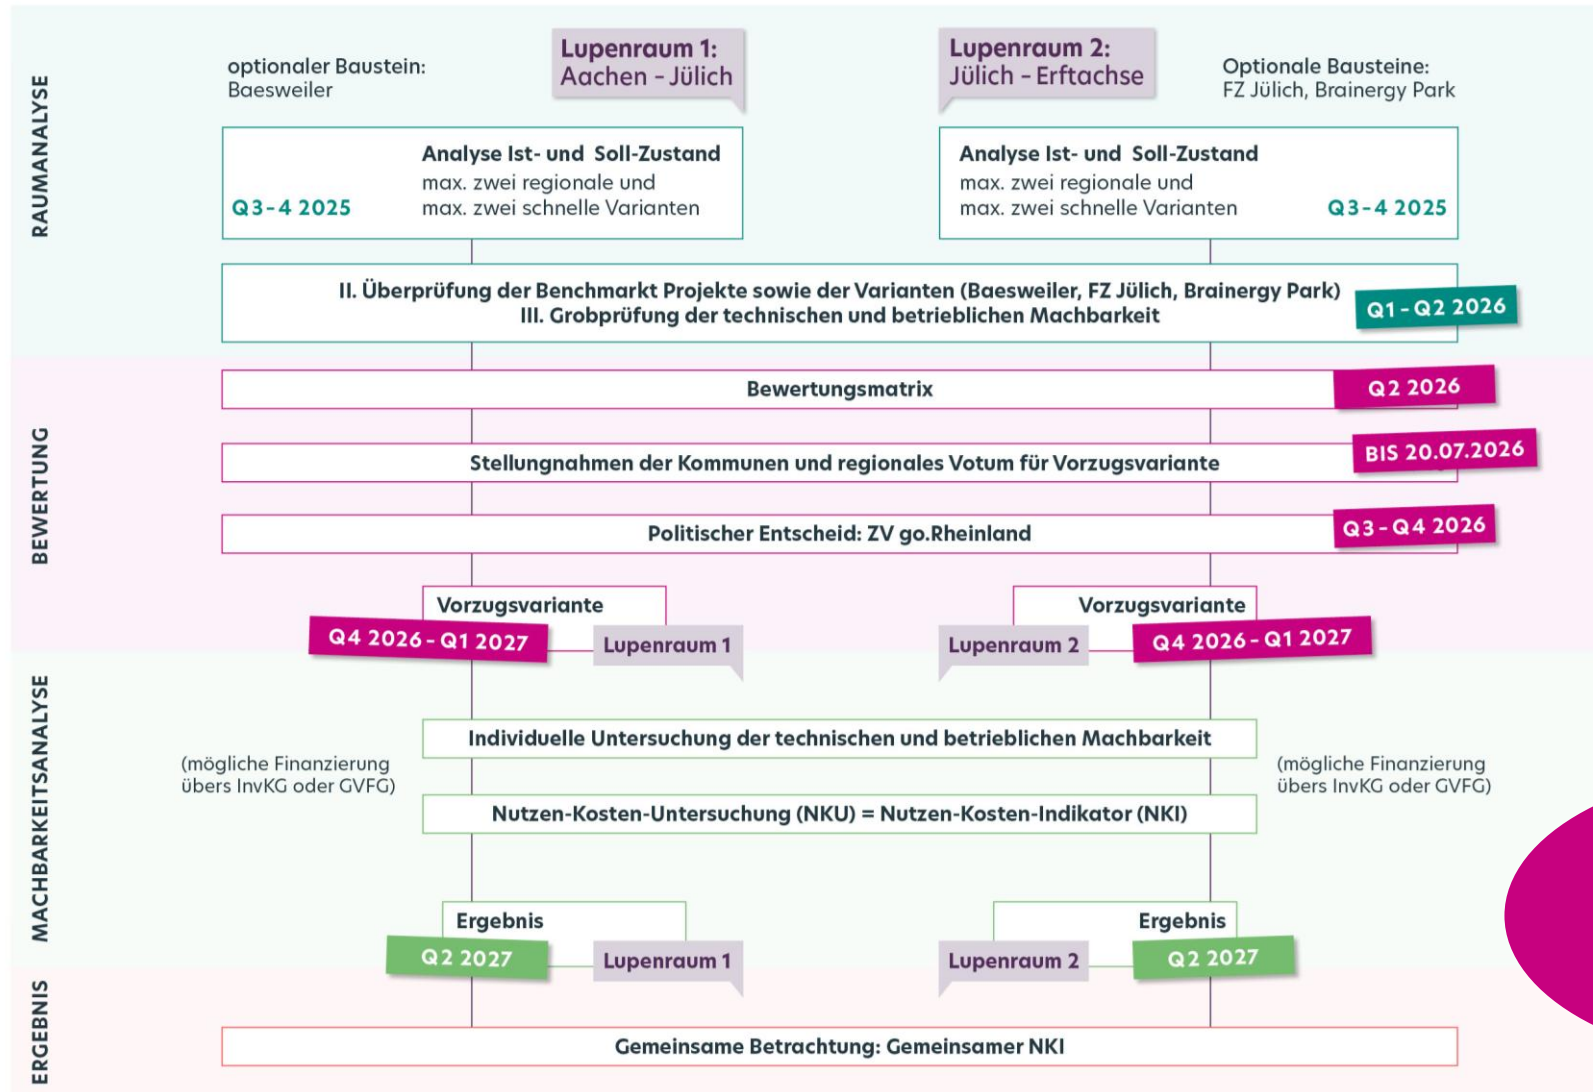 RAUMANALYSE
optionaler Baustein:
Baesweiler
Lupenraum 1:
Aachen – Jülich
Lupenraum 2:
Jülich – Erftachse
Optionale Bausteine:
FZ Jülich, Brainergy Park
Analyse Ist- und Soll-Zustand
max. zwei regionale und
max. zwei schnelle Varianten
Q3–4 2025
Analyse Ist- und Soll-Zustand
max. zwei regionale und
max. zwei schnelle Varianten
Q3–4 2025
II. Überprüfung der Benchmarkt Projekte sowie der Varianten (Baesweiler, FZ Jülich, Brainergy Park)
III. Grobprüfung der technischen und betrieblichen Machbarkeit
Q1–Q2 2026
BEWERTUNG
Bewertungsmatrix
Q2 2026
Stellungnahmen der Kommunen und regionales Votum für Vorzugsvariante
BIS 20.07.2026
Politischer Entscheid: ZV go.Rheinland
Q3–Q4 2026
Vorzugsvariante
Q4 2026–Q1 2027
Lupenraum 1
Vorzugsvariante
Lupenraum 2
Q4 2026–Q1 2027
MACHBARKEITSANALYSE
Individuelle Untersuchung der technischen und betrieblichen Machbarkeit
(mögliche Finanzierung
übers InvKG oder GVFG)
(mögliche Finanzierung
übers InvKG oder GVFG)
Nutzen-Kosten-Untersuchung (NKU) = Nutzen-Kosten-Indikator (NKI)
Ergebnis
Q2 2027
Lupenraum 1
Ergebnis
Lupenraum 2
Q2 2027
ERGEBNIS
Gemeinsame Betrachtung: Gemeinsamer NKI